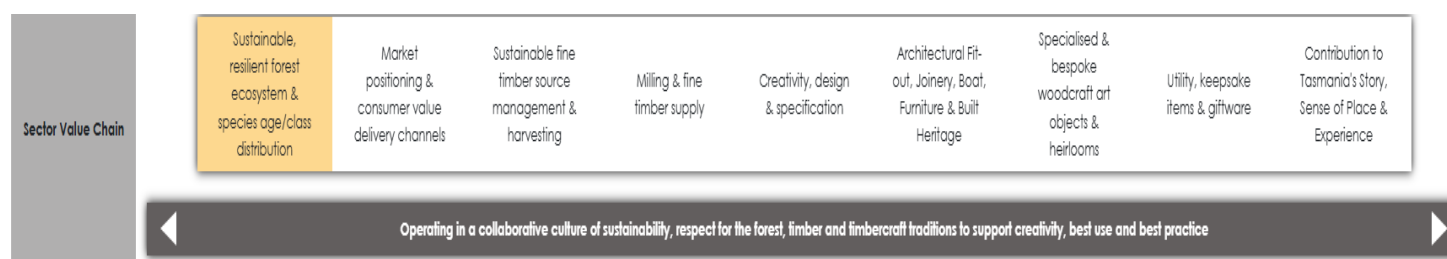 Sector Value Chain
Sustainable,
resilient forest
ecosystem &
species age/class
distribution
Market
positioning &
consumer value
delivery channels
Sustainable fine
timber source
management &
harvesting
Milling & fine
timber supply
Creativity, design
& specification
Architectural Fit-
out, Joinery, Boat,
Furniture & Built
Heritage
Specialised &
bespoke
woodcraft art
objects &
heirlooms
Utility, keepsake
items & giftware
Contribution to
Tasmania's Story,
Sense of Place &
Experience
Operating in a collaborative culture of sustainability, respect for the forest, timber and timbercraft traditions to support creativity, best use and best practice